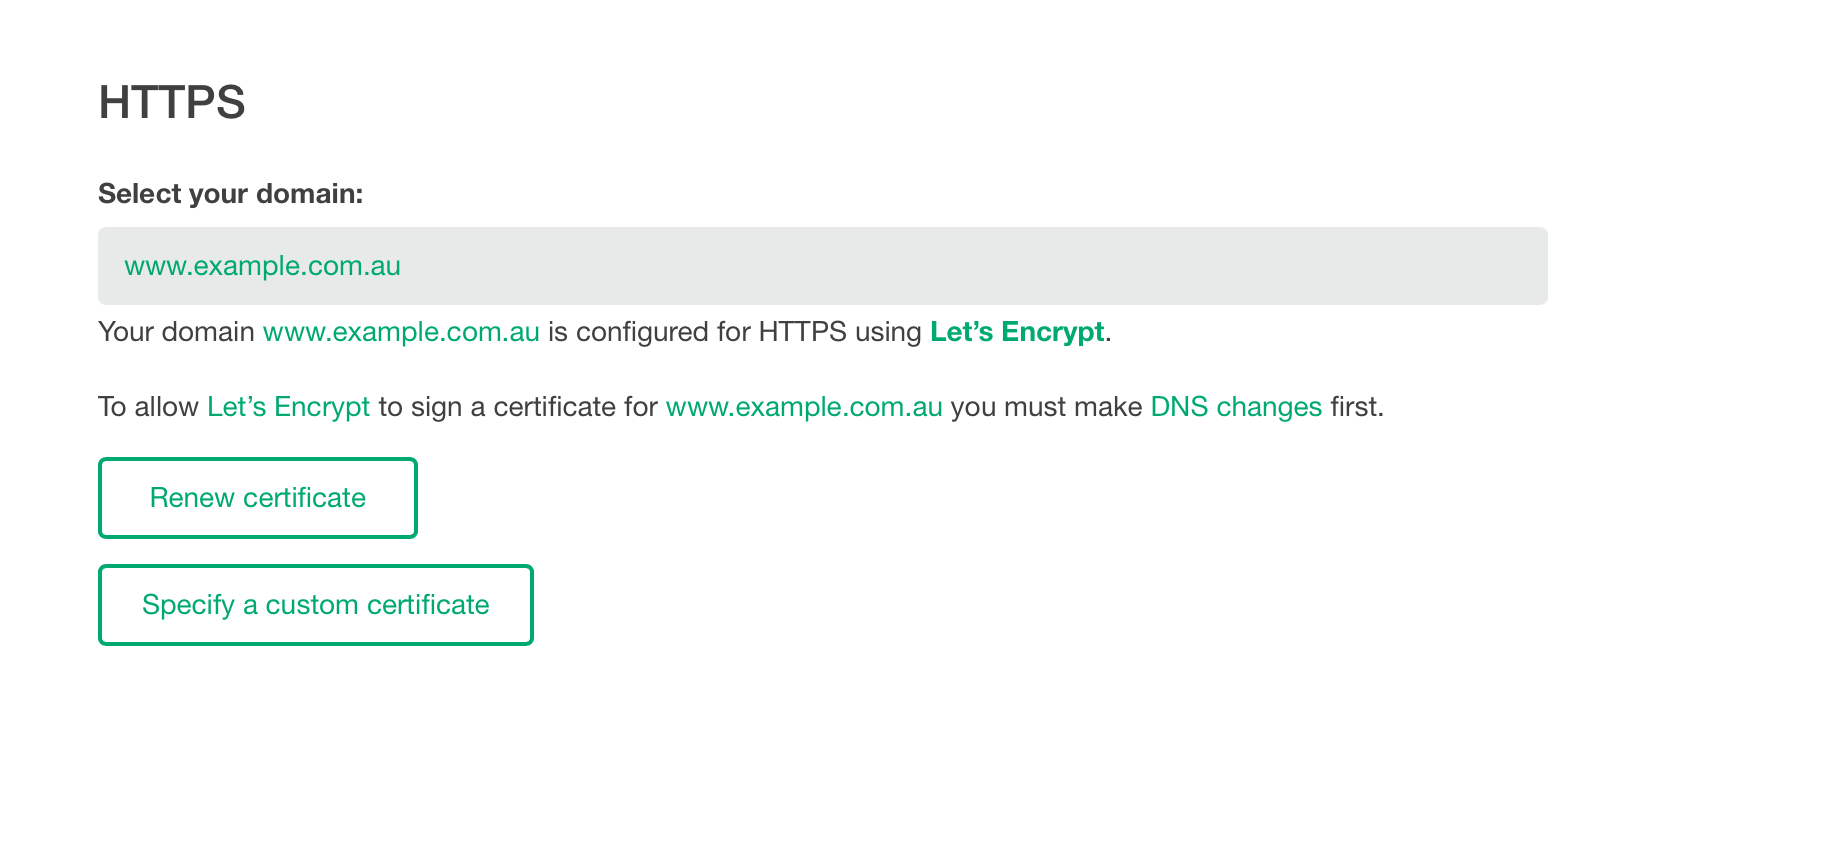 HTTPS
Select your domain:
www.example.com.au
Your domain www.example.com.au is configured for HTTPS using Let’s Encrypt.
To allow Let’s Encrypt to sign a certificate for www.example.com.au you must make DNS changes first.
Renew certificate
Specify a custom certificate